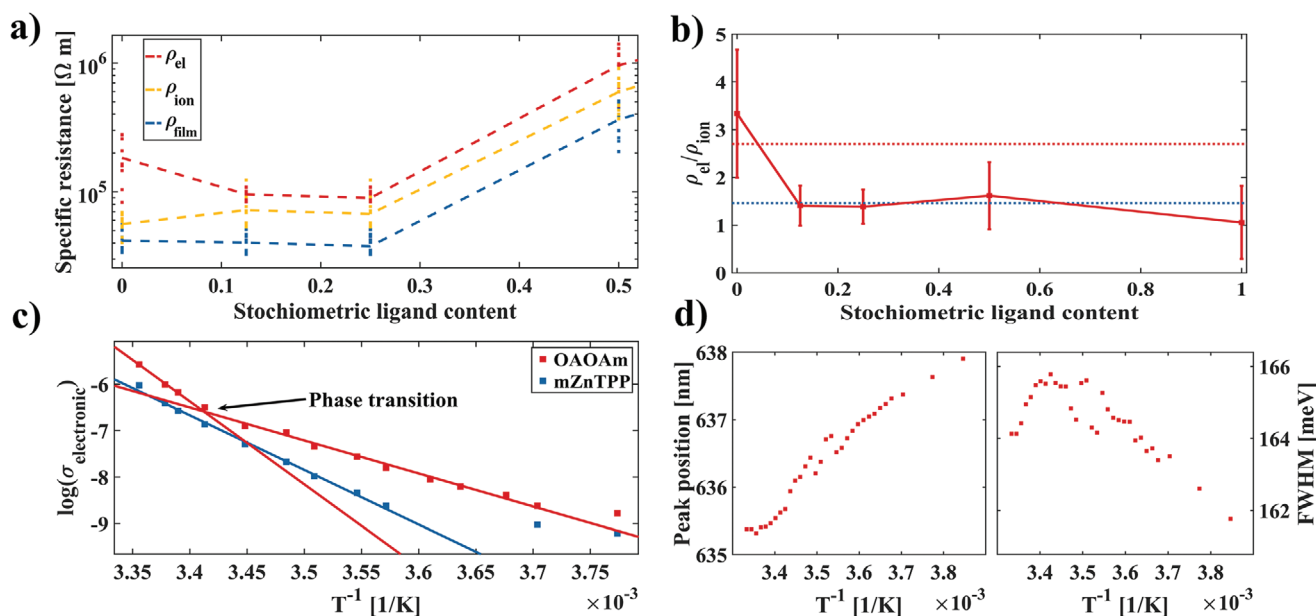 a)
Specific resistance [Ω m]
10⁶
10⁵
ρel
ρion
ρfilm
0 0.1 0.2 0.3 0.4 0.5
Stochiometric ligand content
b)
ρel/ρion
5
4
3
2
1
0
0 0.2 0.4 0.6 0.8 1
Stochiometric ligand content
c)
log(σelectronic)
-6
-7
-8
-9
OAOAm
mZnTPP
Phase transition
3.35 3.4 3.45 3.5 3.55 3.6 3.65 3.7 3.75
T⁻¹ [1/K] ×10⁻³
d)
Peak position [nm]
638
637
636
635
3.4 3.5 3.6 3.7 3.8
T⁻¹ [1/K] ×10⁻³
166
164
162
FWHM [meV]
3.4 3.5 3.6 3.7 3.8
T⁻¹ [1/K] ×10⁻³